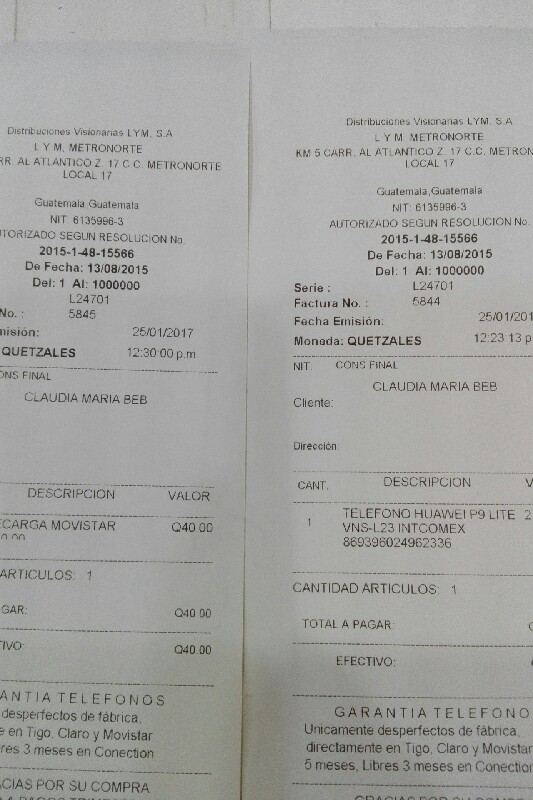 Distribuciones Visionarias LYM, S.A
L Y M, METRONORTE
RR. AL ATLANTICO Z. 17 C.C. METRONORTE
LOCAL 17
Guatemala,Guatemala
NIT: 6135996-3
UTORIZADO SEGUN RESOLUCION No.
2015-1-48-15566
De Fecha: 13/08/2015
Del: 1 Al: 1000000
L24701
No. : 5845
misión: 25/01/2017
QUETZALES 12:30:00 p.m
ONS FINAL
CLAUDIA MARIA BEB
DESCRIPCION VALOR
ECARGA MOVISTAR Q40.00
0.00
ARTICULOS: 1
GAR: Q40.00
TIVO: Q40.00
ANTIA TELEFONOS
desperfectos de fábrica,
e en Tigo, Claro y Movistar
bres 3 meses en Conection
ACIAS POR SU COMPRA
Distribuciones Visionarias LYM, S.A
L Y M, METRONORTE
KM 5 CARR. AL ATLANTICO Z. 17 C.C. METRON
LOCAL 17
Guatemala,Guatemala
NIT: 6135996-3
AUTORIZADO SEGUN RESOLUCION No.
2015-1-48-15566
De Fecha: 13/08/2015
Del: 1 Al: 1000000
Serie : L24701
Factura No. : 5844
Fecha Emisión: 25/01/201
Moneda: QUETZALES 12:23:13 p
NIT. CONS FINAL
CLAUDIA MARIA BEB
Cliente:
Dirección:
CANT. DESCRIPCION V
1 TELEFONO HUAWEI P9 LITE 2
VNS-L23 INTCOMEX
869396024962336
CANTIDAD ARTICULOS: 1
TOTAL A PAGAR:
EFECTIVO:
GARANTIA TELEFONO
Unicamente desperfectos de fábrica,
directamente en Tigo, Claro y Movistar
5 meses, Libres 3 meses en Conection